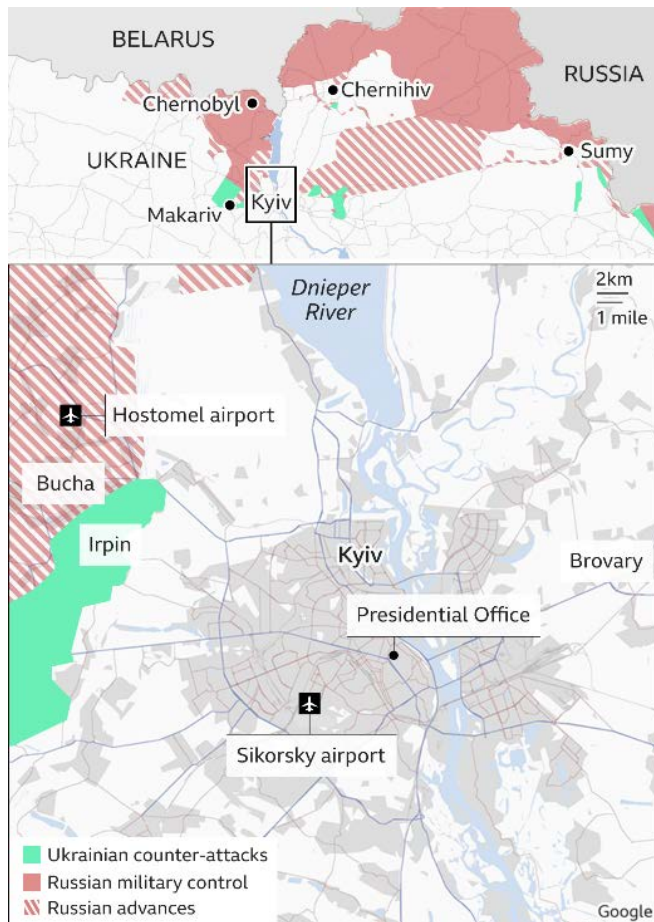 BELARUS
RUSSIA
Chernobyl
Chernihiv
UKRAINE
Sumy
Makariv
Kyiv
Dnieper
River
2km
1 mile
Hostomel airport
Bucha
Irpin
Kyiv
Brovary
Presidential Office
Sikorsky airport
Ukrainian counter-attacks
Russian military control
Russian advances
Google